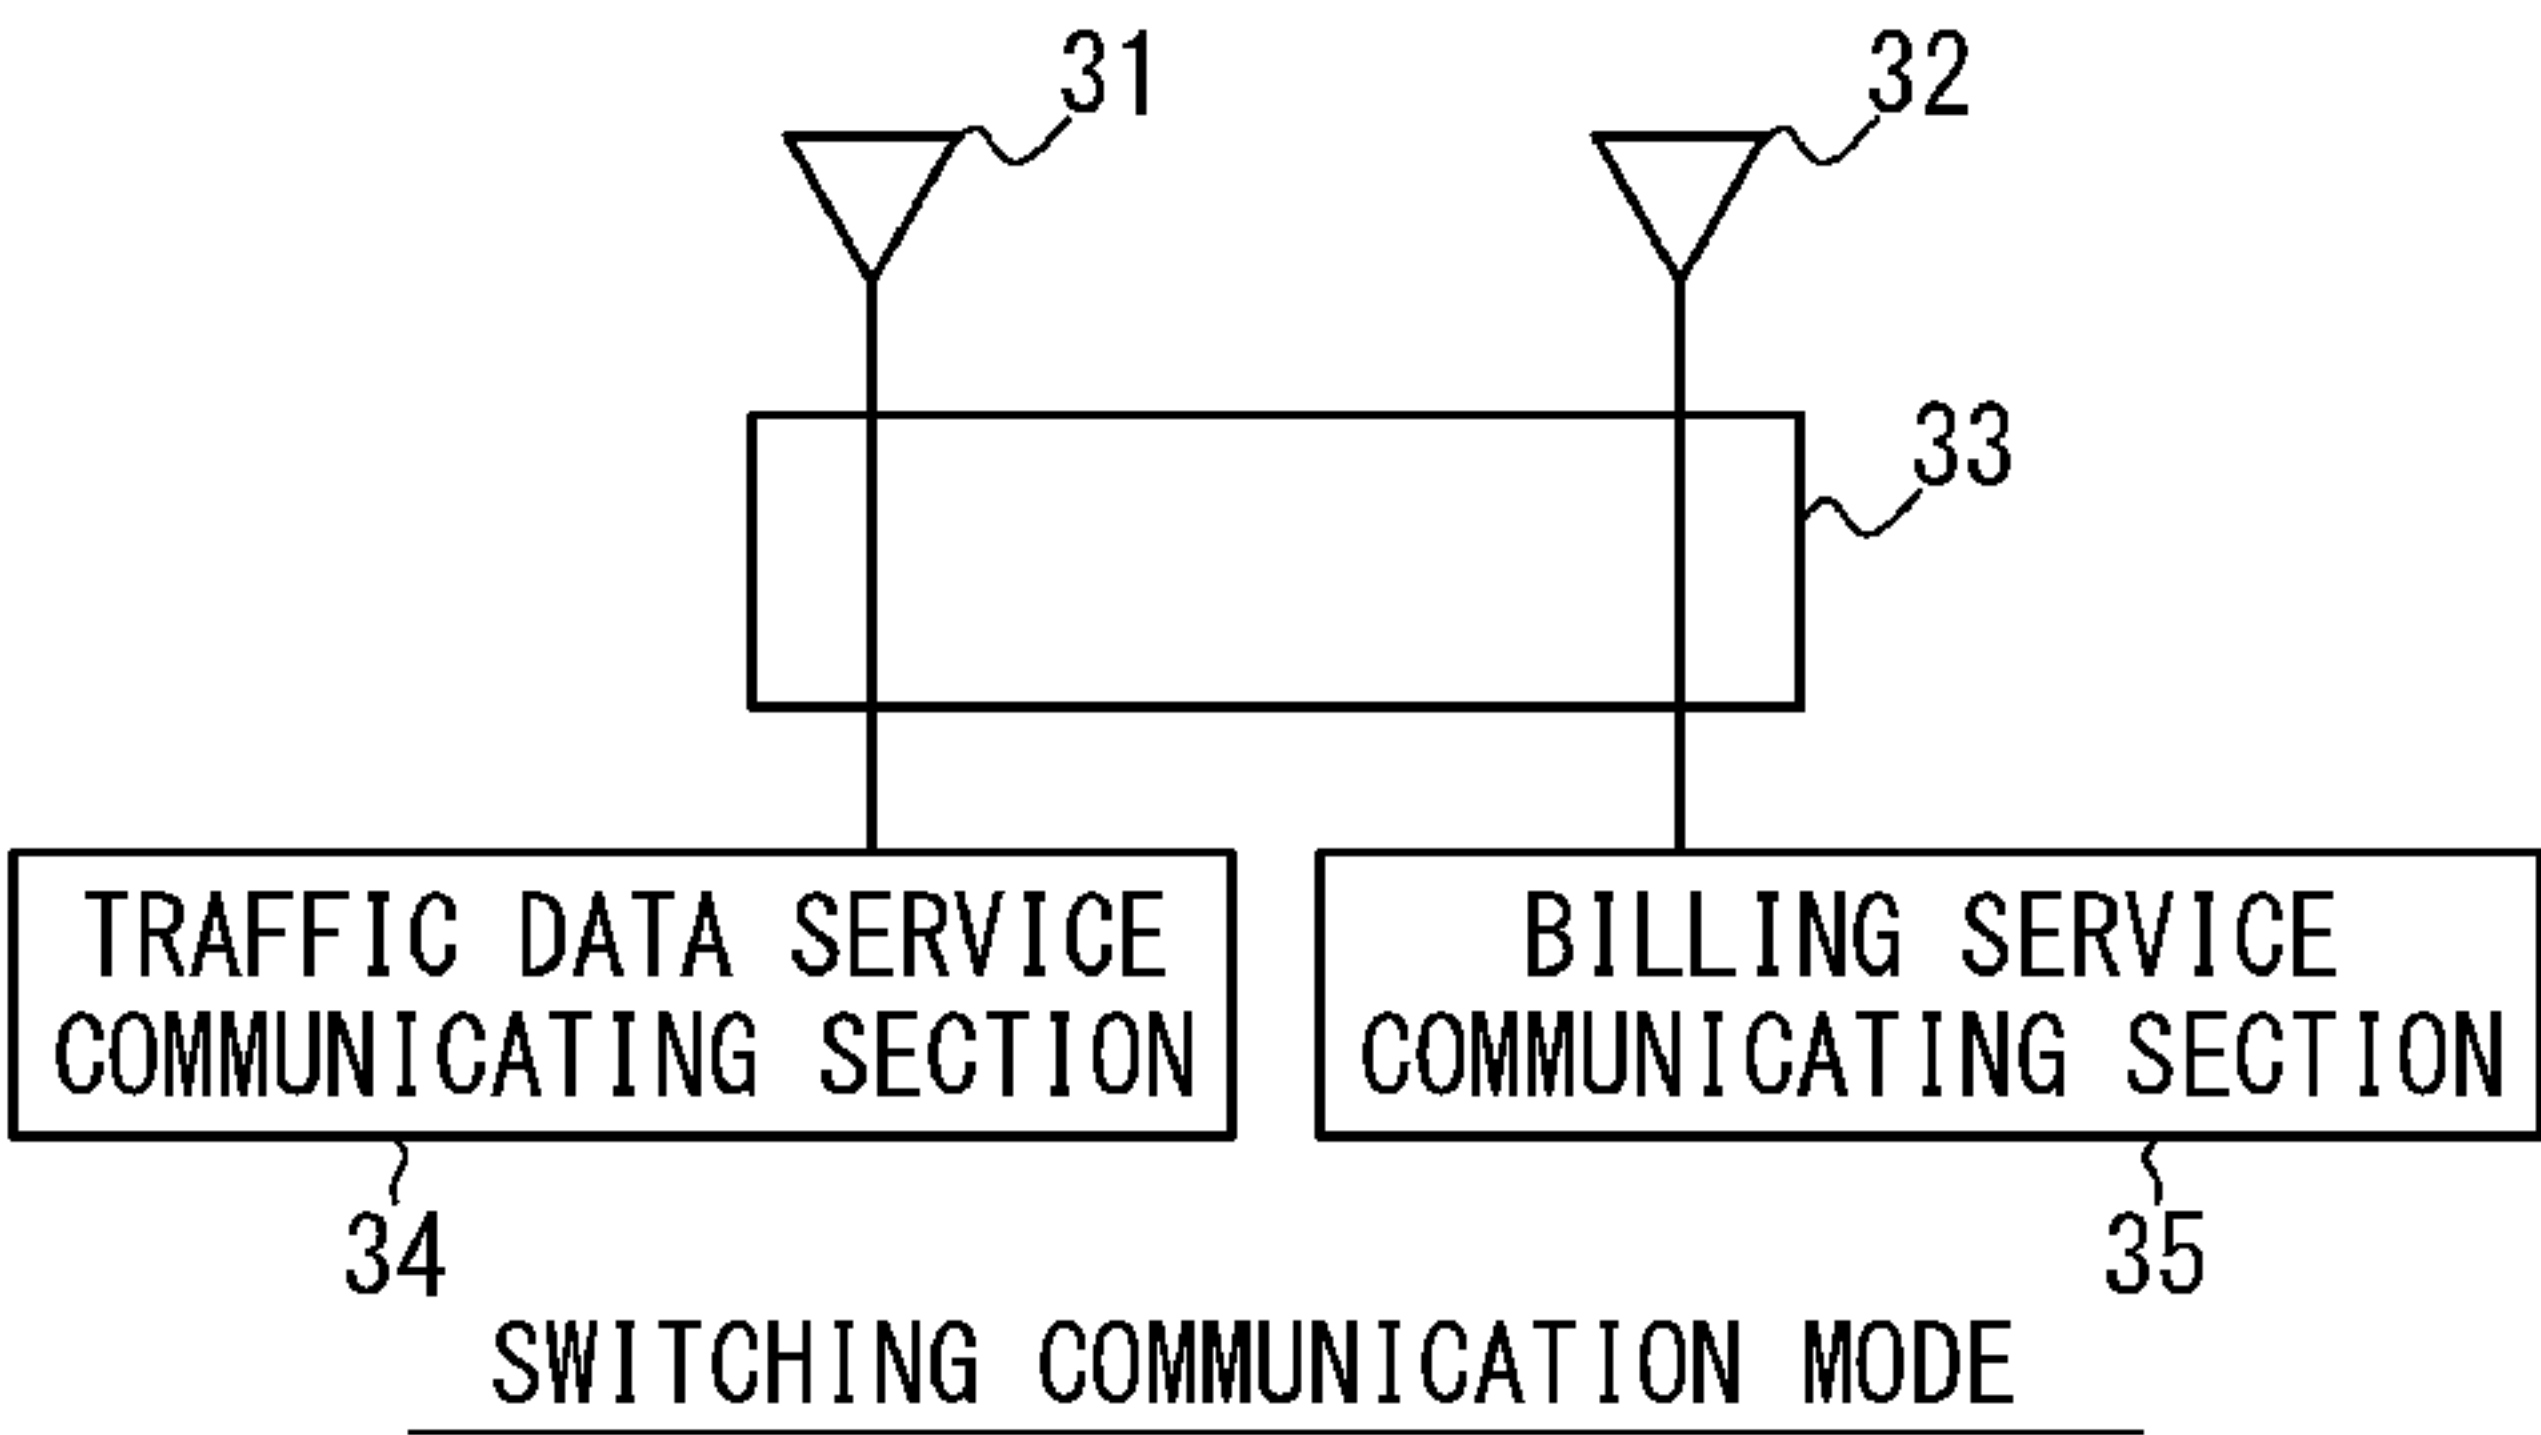 31
32
33
TRAFFIC DATA SERVICE
COMMUNICATING SECTION
BILLING SERVICE
COMMUNICATING SECTION
34
35
SWITCHING COMMUNICATION MODE